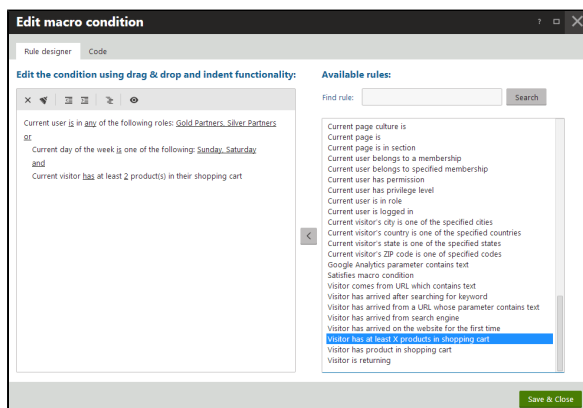 Edit macro condition
?
Rule designer
Code
Edit the condition using drag & drop and indent functionality:
Current user is in any of the following roles: Gold Partners, Silver Partners
or
Current day of the week is one of the following: Sunday, Saturday
and
Current visitor has at least 2 product(s) in their shopping cart
Available rules:
Find rule:
Search
Current page culture is
Current page is
Current page is in section
Current user belongs to a membership
Current user belongs to specified membership
Current user has permission
Current user has privilege level
Current user is in role
Current user is logged in
Current visitor's city is one of the specified cities
Current visitor's country is one of the specified countries
Current visitor's state is one of the specified states
Current visitor's ZIP code is one of specified codes
Google Analytics parameter contains text
Satisfies macro condition
Visitor comes from URL which contains text
Visitor has arrived after searching for keyword
Visitor has arrived from a URL whose parameter contains text
Visitor has arrived from search engine
Visitor has arrived on the website for the first time
Visitor has at least X products in shopping cart
Visitor has product in shopping cart
Visitor is returning
Save & Close